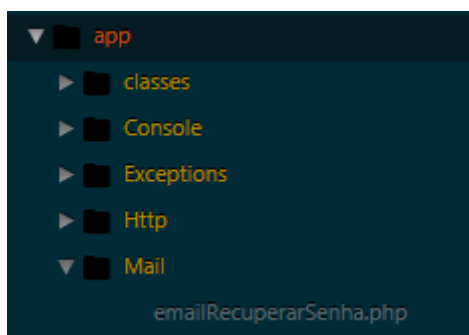 app
classes
Console
Exceptions
Http
Mail
emailRecuperarSenha.php